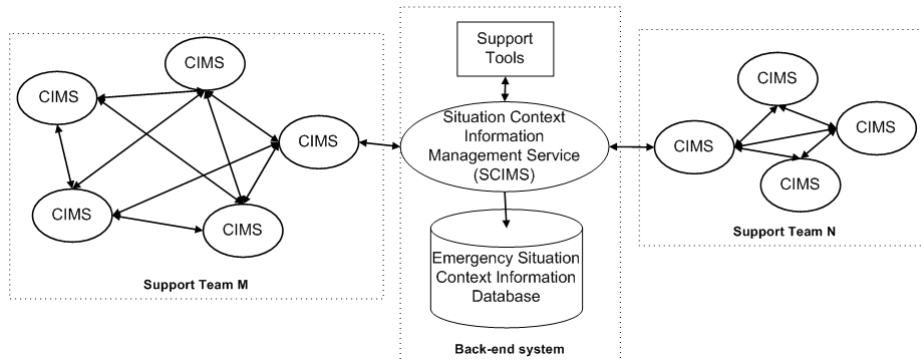 CIMS
CIMS
CIMS
CIMS
CIMS
Support Team M
Support
Tools
Situation Context
Information
Management Service
(SCIMS)
Emergency Situation
Context Information
Database
Back-end system
CIMS
CIMS
CIMS
CIMS
Support Team N